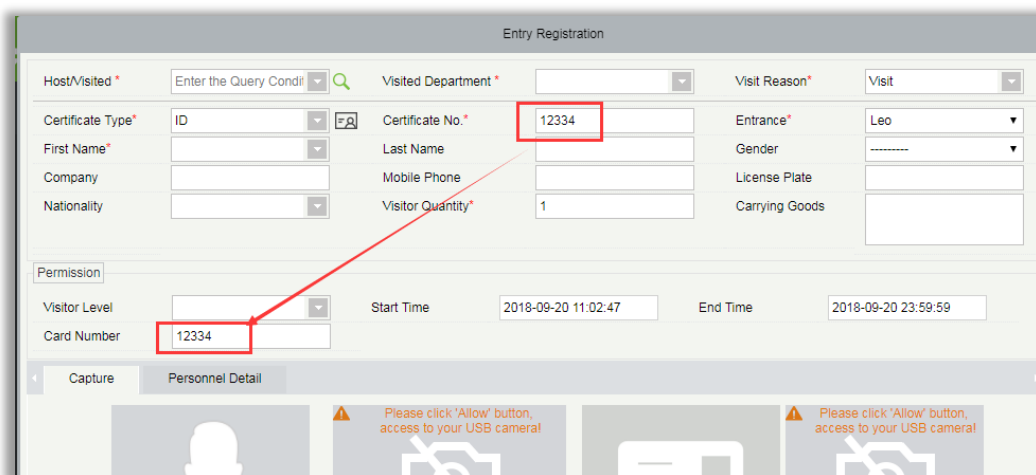 Entry Registration
Host/Visited * Enter the Query Condit Visited Department * Visit Reason* Visit
Certificate Type* ID Certificate No.* 12334 Entrance* Leo
First Name* Last Name Gender ---------
Company Mobile Phone License Plate
Nationality Visitor Quantity* 1 Carrying Goods
Permission
Visitor Level Start Time 2018-09-20 11:02:47 End Time 2018-09-20 23:59:59
Card Number 12334
Capture Personnel Detail
Please click 'Allow' button, Please click 'Allow' button,
access to your USB camera! access to your USB camera!